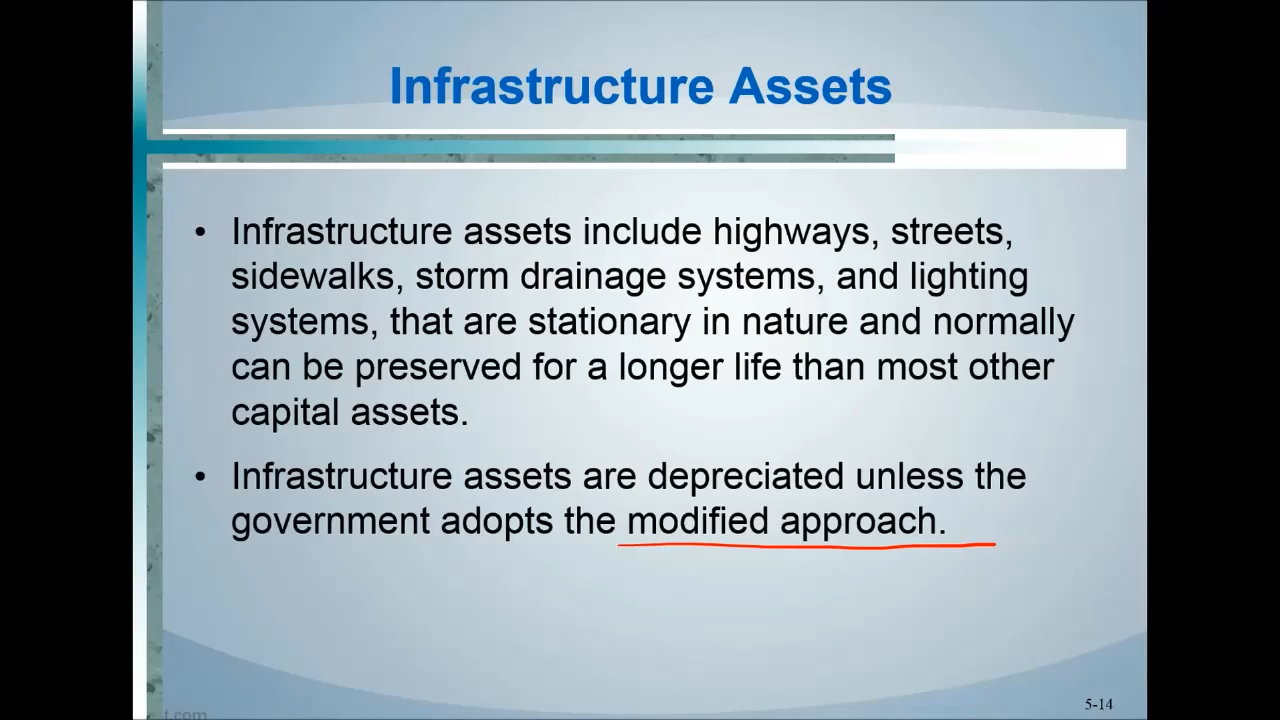 Infrastructure Assets
• Infrastructure assets include highways, streets,
sidewalks, storm drainage systems, and lighting
systems, that are stationary in nature and normally
can be preserved for a longer life than most other
capital assets.
• Infrastructure assets are depreciated unless the
government adopts the modified approach.
5-14
t.com